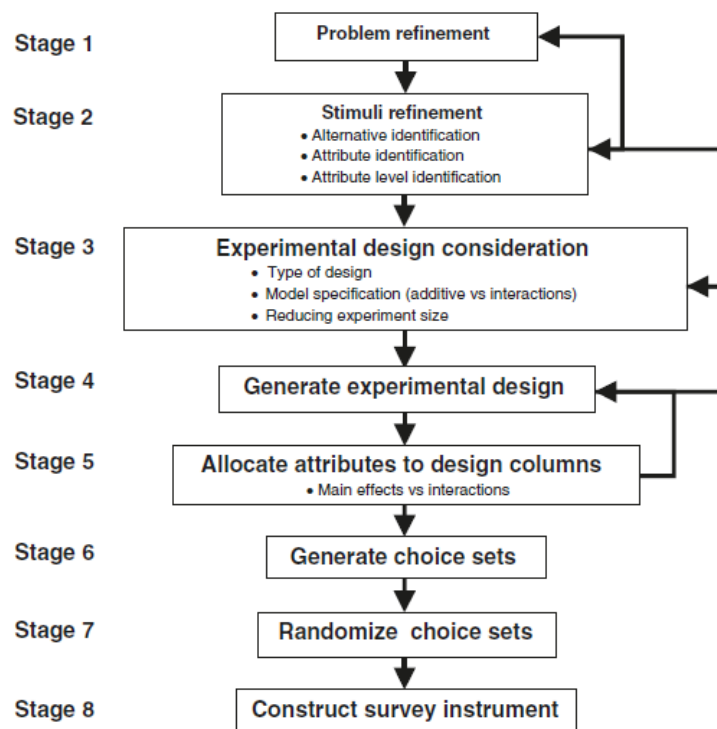 Stage 1
Problem refinement
Stage 2
Stimuli refinement
• Alternative identification
• Attribute identification
• Attribute level identification
Stage 3
Experimental design consideration
• Type of design
• Model specification (additive vs interactions)
• Reducing experiment size
Stage 4
Generate experimental design
Stage 5
Allocate attributes to design columns
• Main effects vs interactions
Stage 6
Generate choice sets
Stage 7
Randomize choice sets
Stage 8
Construct survey instrument